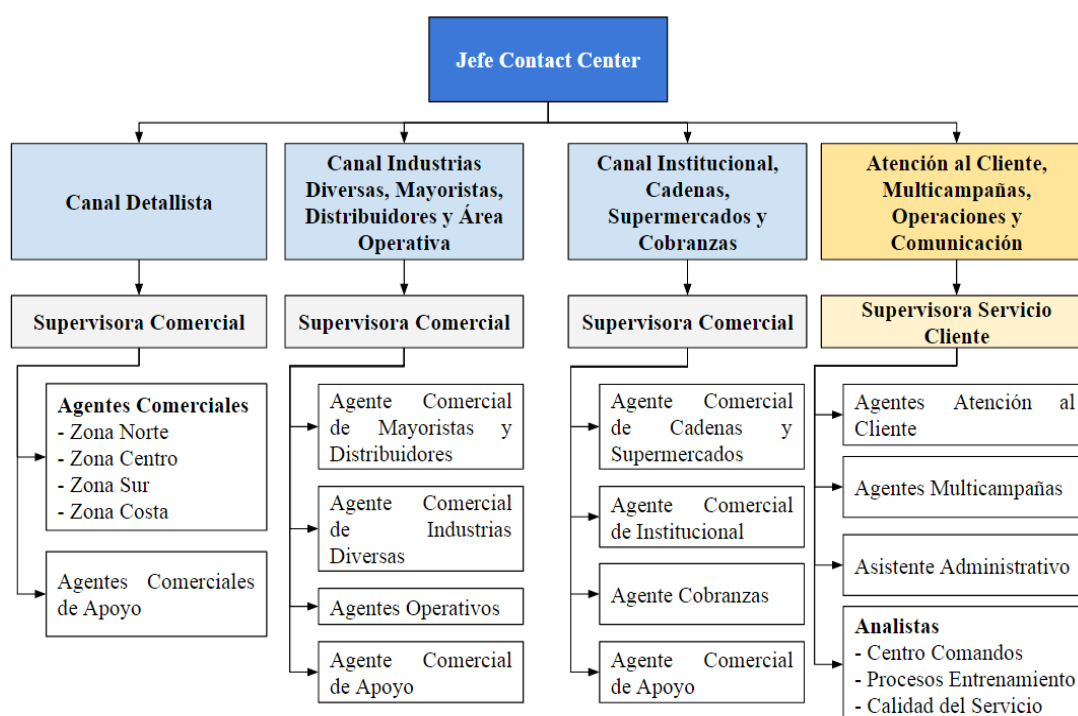 Jefe Contact Center
Canal Detallista
Canal Industrias
Diversas, Mayoristas,
Distribuidores y Área
Operativa
Canal Institucional,
Cadenas,
Supermercados y
Cobranzas
Atención al Cliente,
Multicampañas,
Operaciones y
Comunicación
Supervisora Comercial
Supervisora Comercial
Supervisora Comercial
Supervisora Servicio
Cliente
Agentes Comerciales
- Zona Norte
- Zona Centro
- Zona Sur
- Zona Costa
Agentes Comerciales
de Apoyo
Agente Comercial
de Mayoristas y
Distribuidores
Agente Comercial
de Industrias
Diversas
Agentes Operativos
Agente Comercial
de Apoyo
Agente Comercial
de Cadenas y
Supermercados
Agente Comercial
de Institucional
Agente Cobranzas
Agente Comercial
de Apoyo
Agentes Atención al
Cliente
Agentes Multicampañas
Asistente Administrativo
Analistas
- Centro Comandos
- Procesos Entrenamiento
- Calidad del Servicio